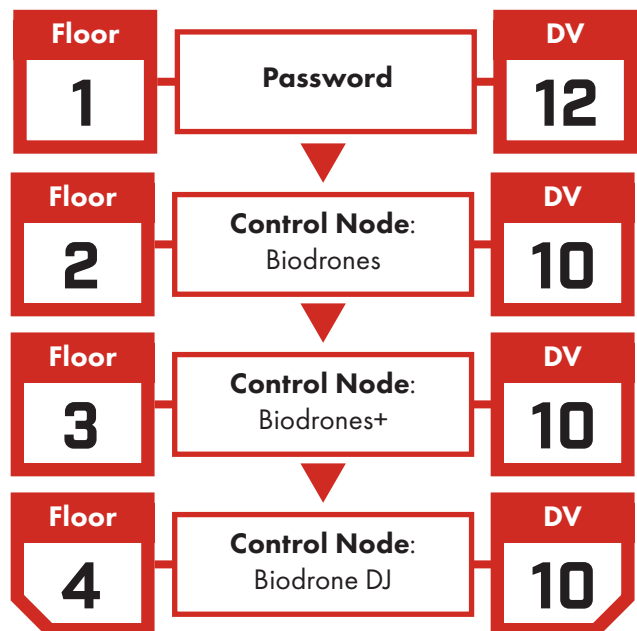 Floor
1
Password
DV
12
Floor
2
Control Node:
Biodrones
DV
10
Floor
3
Control Node:
Biodrones+
DV
10
Floor
4
Control Node:
Biodrone DJ
DV
10